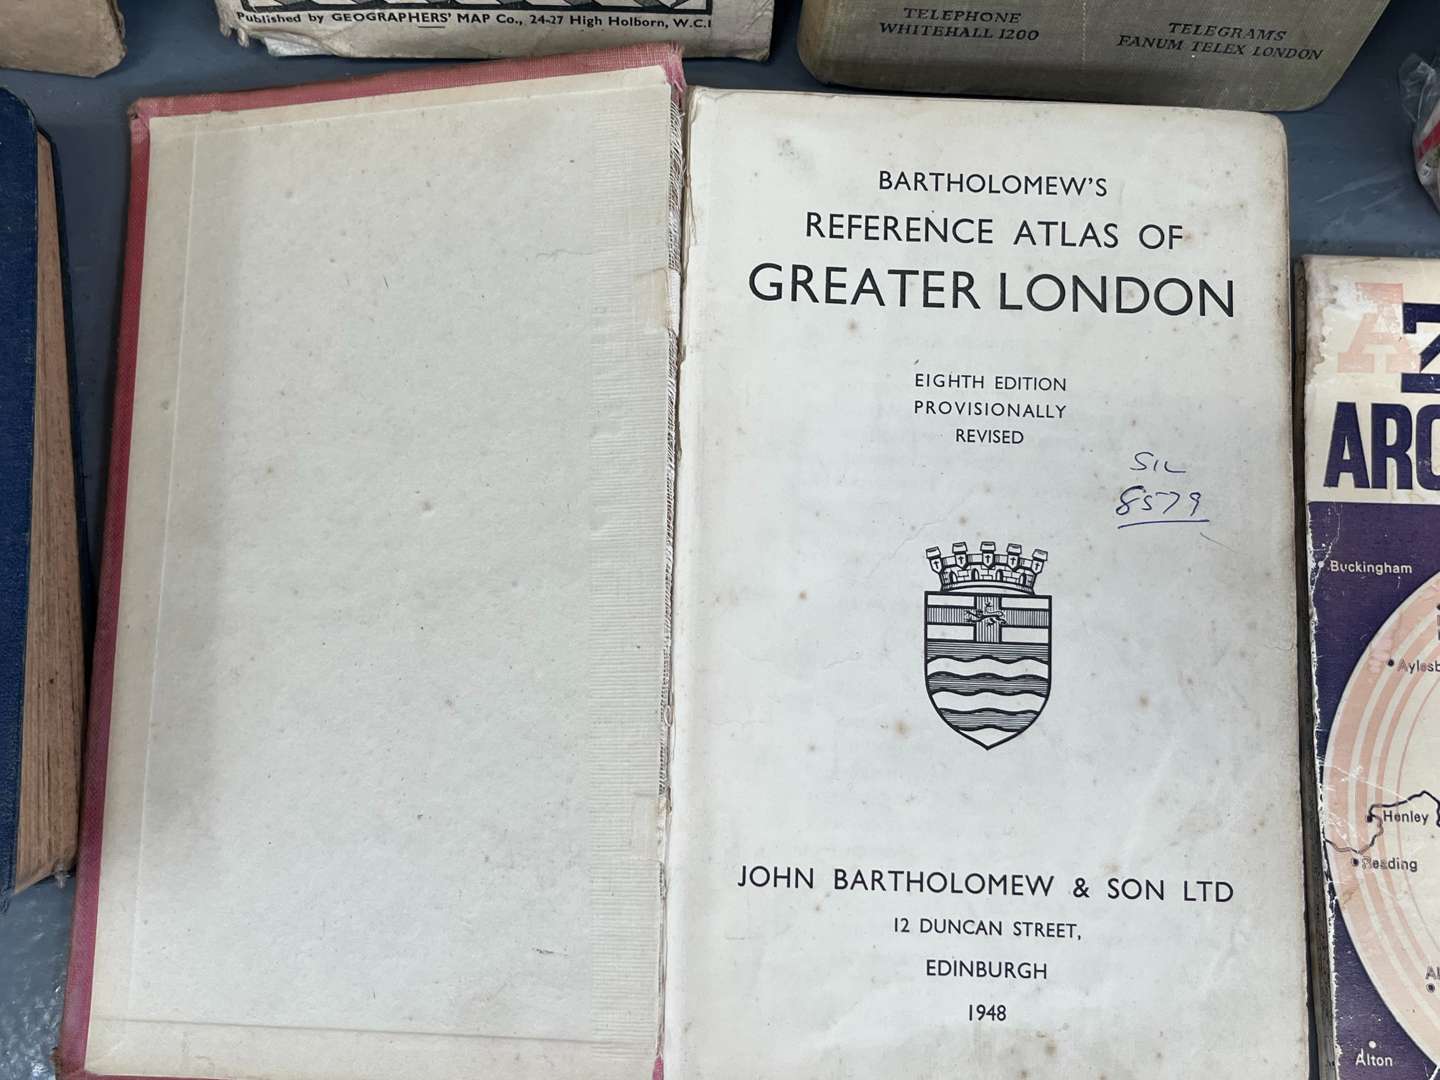 Published by GEOGRAPHERS' MAP Co., 24-27 High Holborn, W.C.1
TELEPHONE
WHITEHALL 1200
TELEGRAMS
FANUM TELEX LONDON
BARTHOLOMEW'S
REFERENCE ATLAS OF
GREATER LONDON
EIGHTH EDITION
PROVISIONALLY
REVISED
SIL
8579
JOHN BARTHOLOMEW & SON LTD
12 DUNCAN STREET,
EDINBURGH
1948
Buckingham
Henley
Reading
Alton